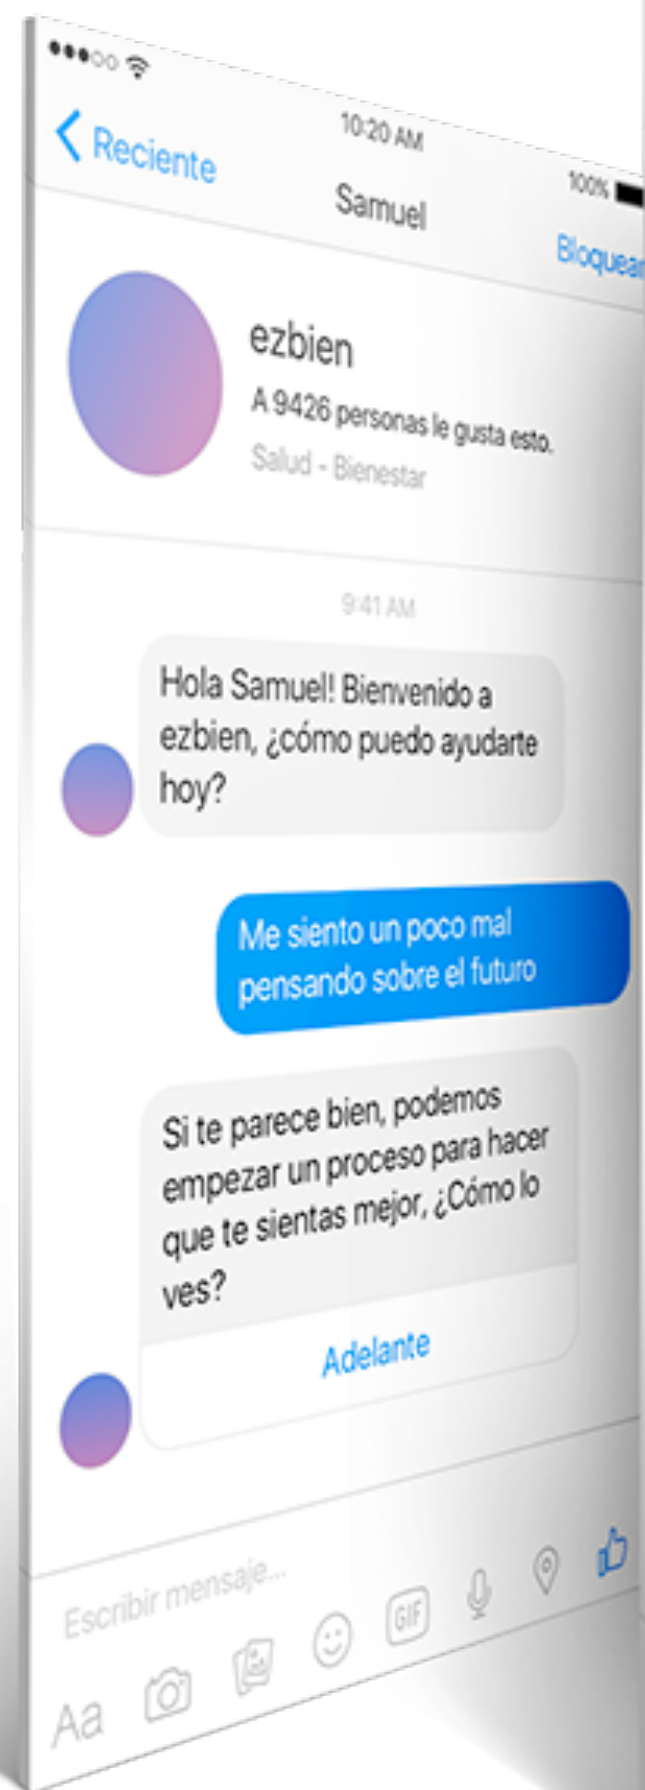 10:20 AM
100%
Reciente
Samuel
Bloquear
ezbien
A 9426 personas le gusta esto.
Salud - Bienestar
9:41 AM
Hola Samuel! Bienvenido a
ezbien, ¿cómo puedo ayudarte
hoy?
Me siento un poco mal
pensando sobre el futuro
Si te parece bien, podemos
empezar un proceso para hacer
que te sientas mejor, ¿Cómo lo
ves?
Adelante
Escribir mensaje...
Aa
GIF